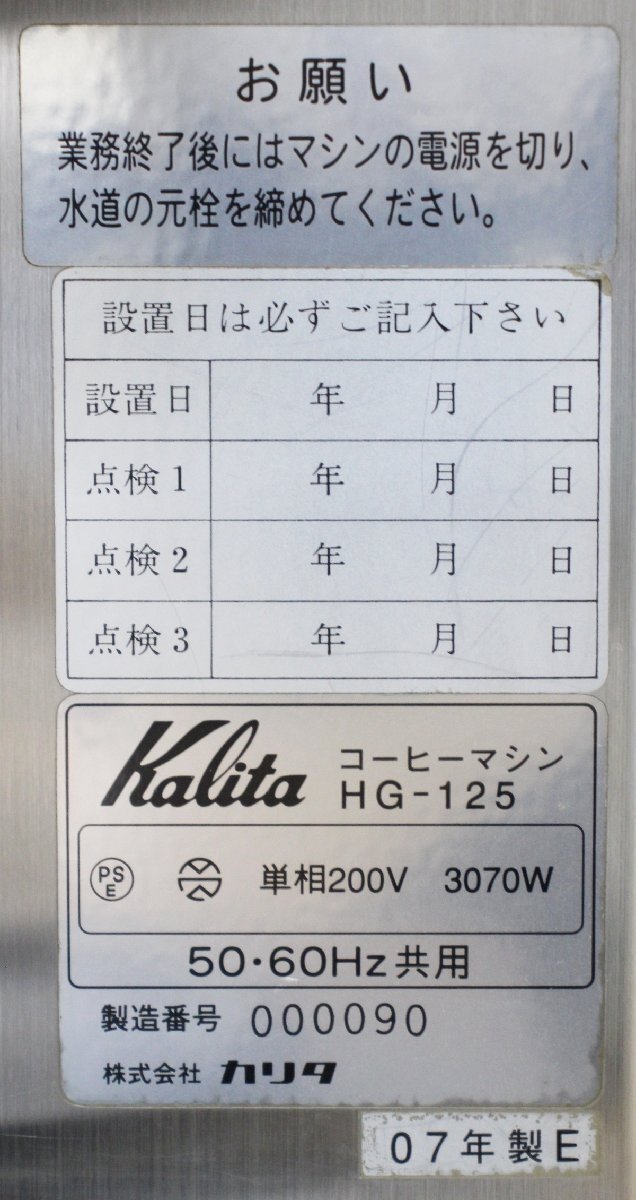 お願い
業務終了後にはマシンの電源を切り、
水道の元栓を締めてください。
設置日は必ずご記入下さい
設置日 年 月 日
点検1 年 月 日
点検2 年 月 日
点検3 年 月 日
Kalita コーヒーマシン
HG-125
PSE 単相200V 3070W
50・60Hz共用
製造番号 000090
株式会社 カリタ
07年製E